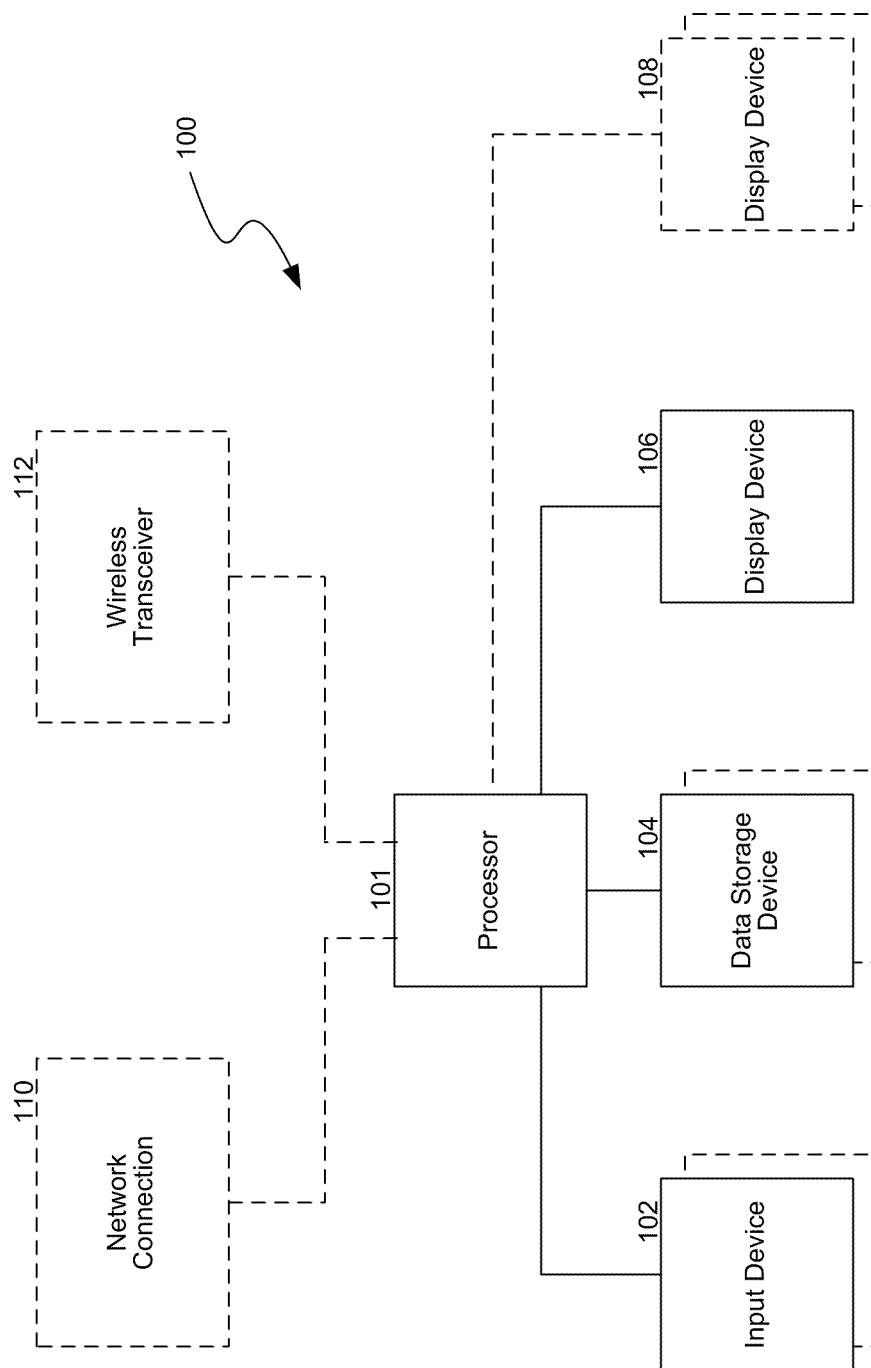 110
Network
Connection
112
Wireless
Transceiver
100
101
Processor
102
Input Device
104
Data Storage
Device
106
Display Device
108
Display Device